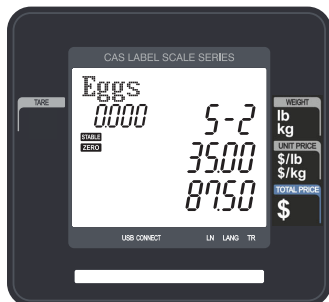 CAS LABEL SCALE SERIES
Eggs
TARE
0.000
5-2
WEIGHT
lb
kg
STABLE
ZERO
35.00
UNIT PRICE
$/lb
$/kg
87.50
TOTAL PRICE
$
USB CONNECT LN LANG TR